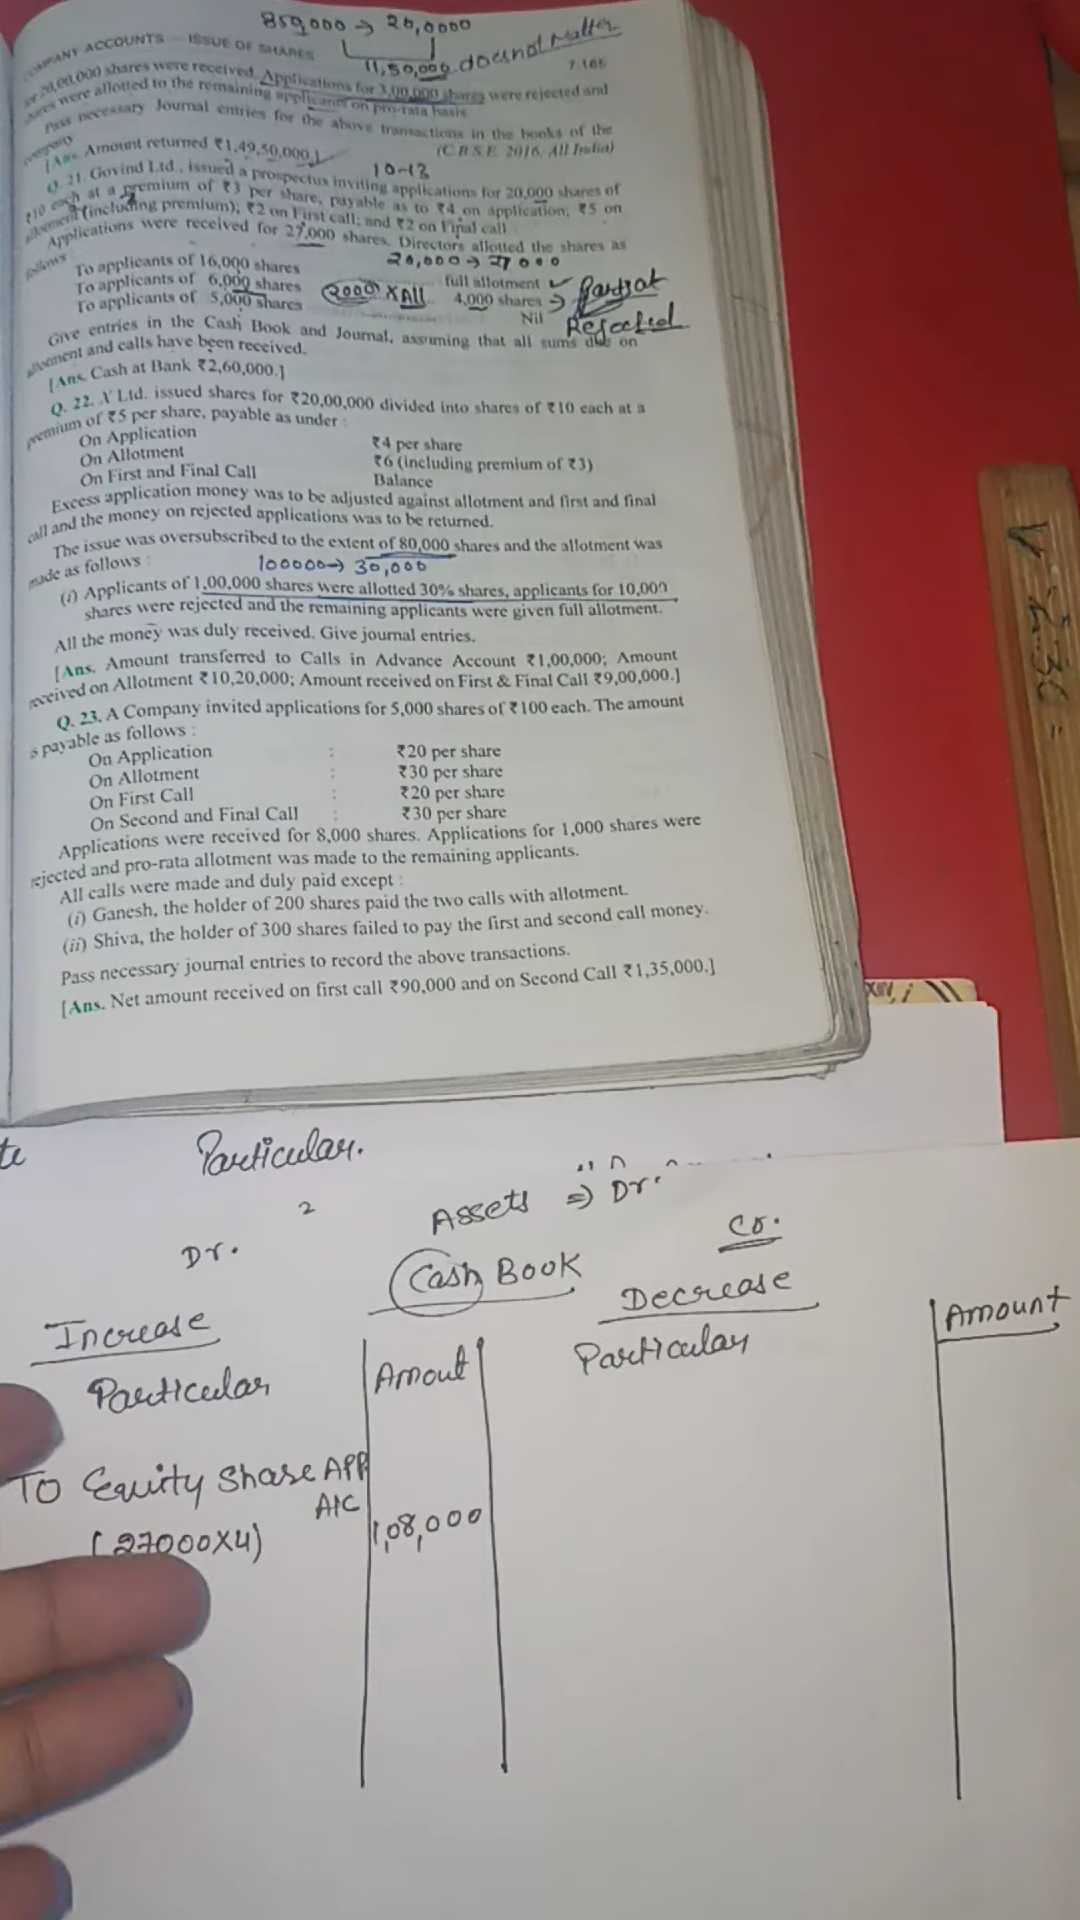 850,000 → 20,0000
11,50,000 does not matter
COMPANY ACCOUNTS – ISSUE OF SHARES
7.165
for 20,00,000 shares were received. Applications for 3,00,000 shares were rejected and
shares were allotted to the remaining applicants on pro-rata basis.
Pass necessary Journal entries for the above transactions in the books of the
company.
(C.B.S.E. 2016, All India)
[Ans. Amount returned ₹1,49,50,000.]
10-13
Q. 21. Govind Ltd., issued a prospectus inviting applications for 20,000 shares of
₹10 each at a premium of ₹3 per share, payable as to ₹4 on application; ₹5 on
allotment (including premium); ₹2 on First call; and ₹2 on Final call.
Applications were received for 27,000 shares. Directors allotted the shares as
follows :
20,000 → 27000
To applicants of 16,000 shares full allotment
To applicants of 6,000 shares 4,000 shares → Partrat
To applicants of 5,000 shares Nil Rejected
2000 X All
Give entries in the Cash Book and Journal, assuming that all sums due on
allotment and calls have been received.
[Ans. Cash at Bank ₹2,60,000.]
Q. 22. X Ltd. issued shares for ₹20,00,000 divided into shares of ₹10 each at a
premium of ₹5 per share, payable as under :
On Application ₹4 per share
On Allotment ₹6 (including premium of ₹3)
On First and Final Call Balance
Excess application money was to be adjusted against allotment and first and final
call and the money on rejected applications was to be returned.
The issue was oversubscribed to the extent of 80,000 shares and the allotment was
made as follows :
100000 → 30,000
(i) Applicants of 1,00,000 shares were allotted 30% shares, applicants for 10,000
shares were rejected and the remaining applicants were given full allotment.
All the money was duly received. Give journal entries.
[Ans. Amount transferred to Calls in Advance Account ₹1,00,000; Amount
received on Allotment ₹10,20,000; Amount received on First & Final Call ₹9,00,000.]
Q. 23. A Company invited applications for 5,000 shares of ₹100 each. The amount
is payable as follows :
On Application : ₹20 per share
On Allotment : ₹30 per share
On First Call : ₹20 per share
On Second and Final Call : ₹30 per share
Applications were received for 8,000 shares. Applications for 1,000 shares were
rejected and pro-rata allotment was made to the remaining applicants.
All calls were made and duly paid except :
(i) Ganesh, the holder of 200 shares paid the two calls with allotment.
(ii) Shiva, the holder of 300 shares failed to pay the first and second call money.
Pass necessary journal entries to record the above transactions.
[Ans. Net amount received on first call ₹90,000 and on Second Call ₹1,35,000.]
Particular.
Assets ⇒ Dr.
Dr.
Cr.
Cash Book
Increase
Decrease
Particular
Amout
Particular
Amount
To Equity Share APP
A/C
(27000X4)
1,08,000